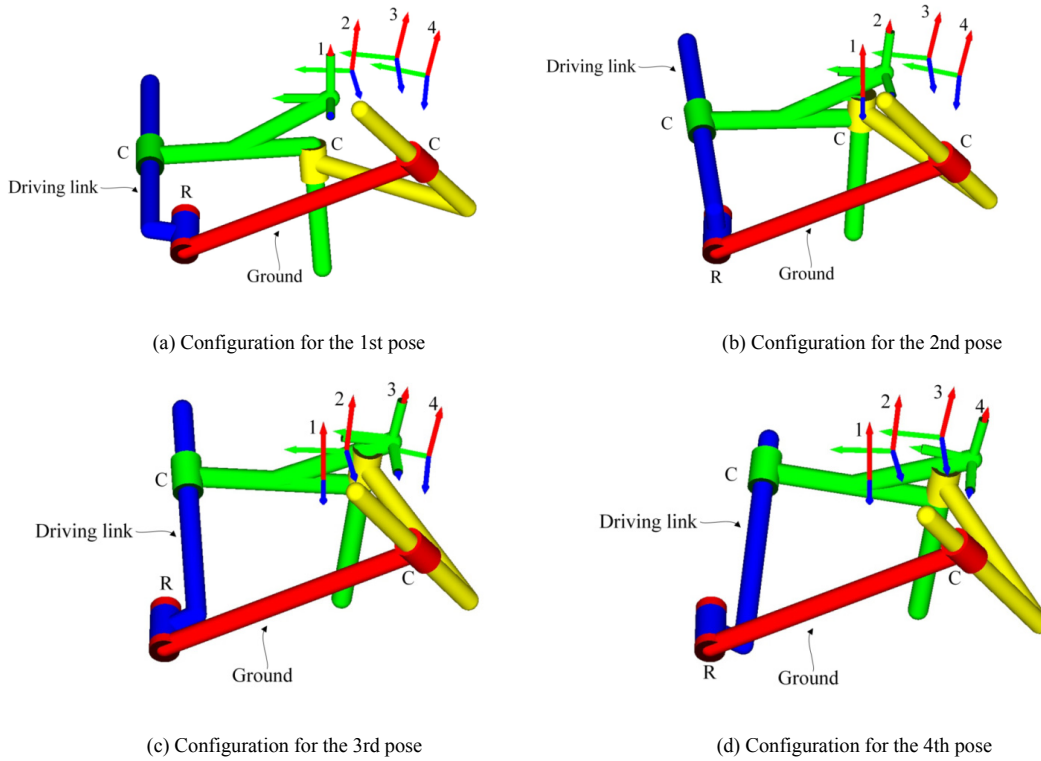 1
2
3
4
C
C
C
Driving link
R
Ground
(a) Configuration for the 1st pose
1
2
3
4
Driving link
C
C
R
Ground
(b) Configuration for the 2nd pose
1
2
3
4
C
Driving link
R
C
Ground
(c) Configuration for the 3rd pose
1
2
3
4
C
Driving link
C
R
Ground
(d) Configuration for the 4th pose